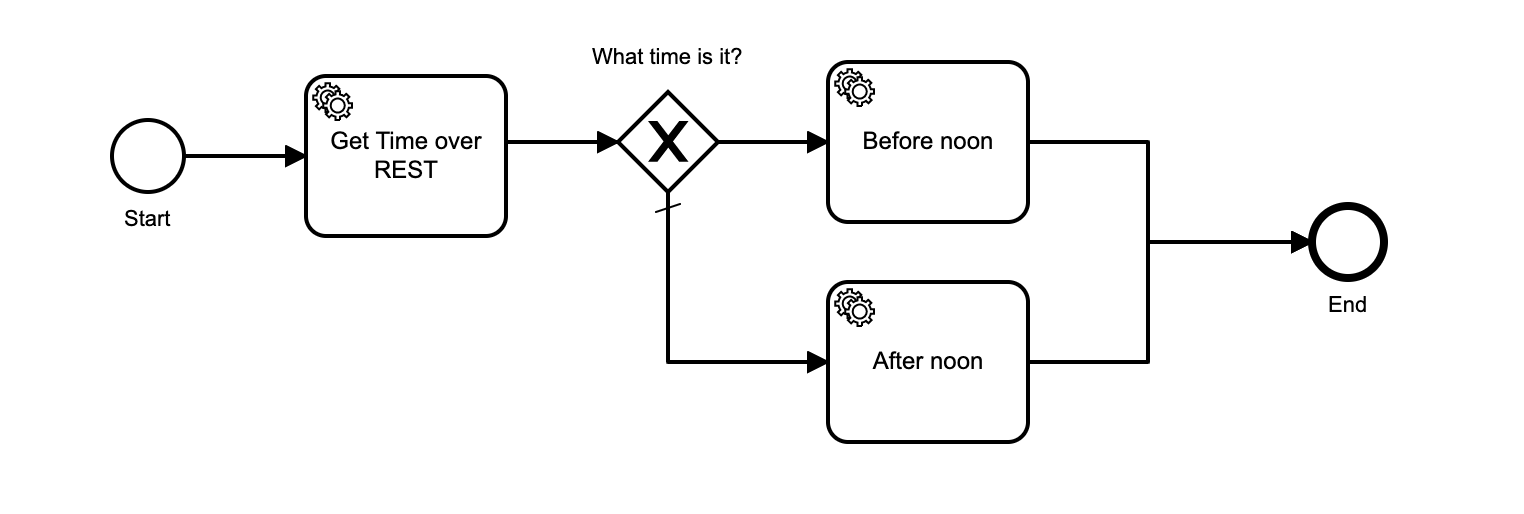 What time is it?
Get Time over
REST
Before noon
Start
After noon
End